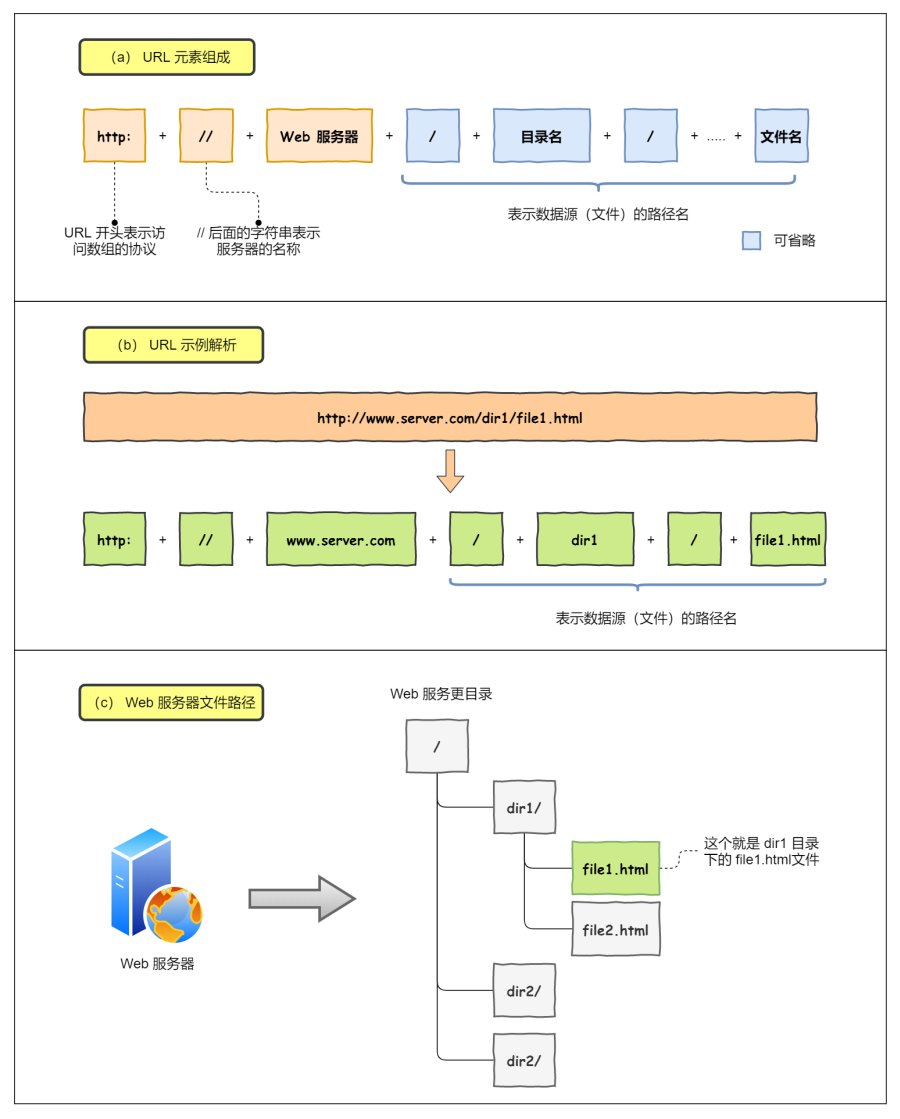 (a) URL 元素组成
http: + // + Web 服务器 + / + 目录名 + / + ..... + 文件名
表示数据源（文件）的路径名
URL 开头表示访
问数组的协议
// 后面的字符串表示
服务器的名称
可省略
(b) URL 示例解析
http://www.server.com/dir1/file1.html
http: + // + www.server.com + / + dir1 + / + file1.html
表示数据源（文件）的路径名
(c) Web 服务器文件路径
Web 服务更目录
/
dir1/
file1.html
这个就是 dir1 目录
下的 file1.html文件
file2.html
Web 服务器
dir2/
dir2/